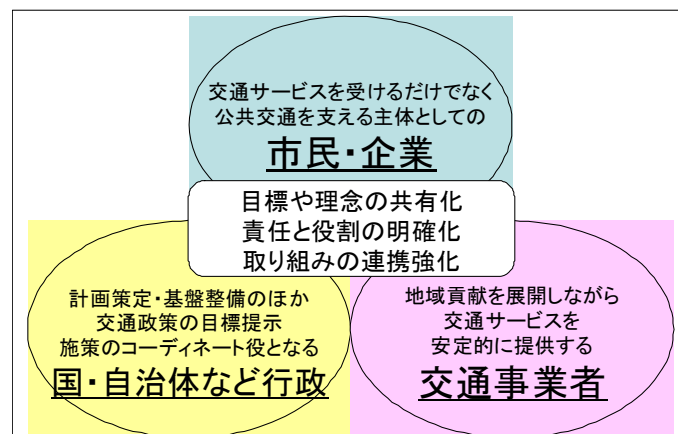 交通サービスを受けるだけでなく
公共交通を支える主体としての
市民・企業
目標や理念の共有化
責任と役割の明確化
取り組みの連携強化
計画策定・基盤整備のほか
交通政策の目標提示
施策のコーディネート役となる
国・自治体など行政
地域貢献を展開しながら
交通サービスを
安定的に提供する
交通事業者